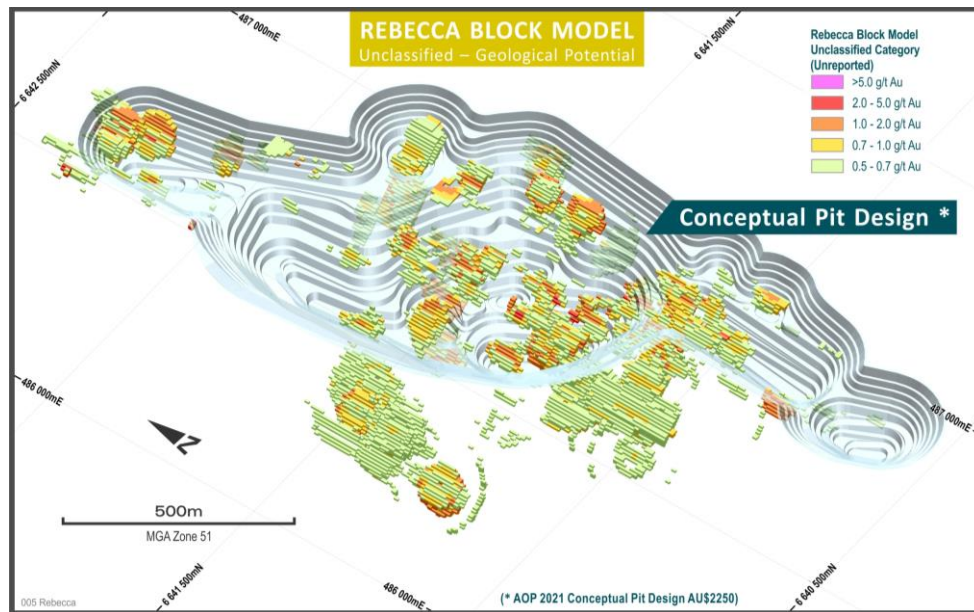 REBECCA BLOCK MODEL
Unclassified – Geological Potential
487 000mE
6 641 500mN
6 642 500mN
Rebecca Block Model
Unclassified Category
(Unreported)
>5.0 g/t Au
2.0 - 5.0 g/t Au
1.0 - 2.0 g/t Au
0.7 - 1.0 g/t Au
0.5 - 0.7 g/t Au
Conceptual Pit Design *
486 000mE
487 000mE
N
500m
MGA Zone 51
6 641 500mN
486 000mE
6 640 500mN
005 Rebecca
(* AOP 2021 Conceptual Pit Design AU$2250)